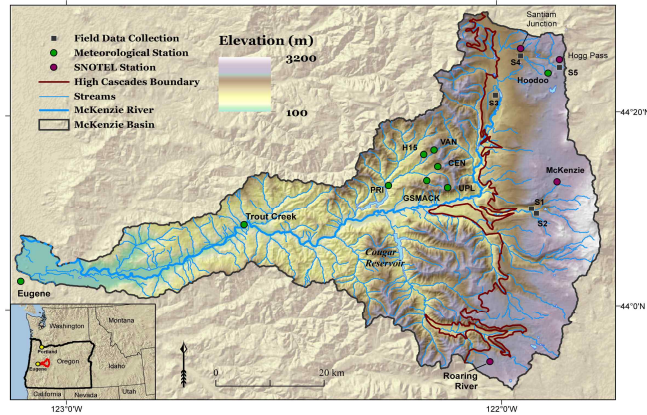 Field Data Collection
Meteorological Station
SNOTEL Station
High Cascades Boundary
Streams
McKenzie River
McKenzie Basin
Elevation (m)
3200
100
Santiam
Junction
S4
Hogg Pass
S5
Hoodoo
S3
44°20'N
H15
VAN
CEN
PRI
GSMACK
UPL
McKenzie
S1
S2
Trout Creek
Cougar
Reservoir
Eugene
44°0'N
Washington
Montana
Portland
Oregon
Eugene
Idaho
California
Nevada
Utah
0
20 km
Roaring
River
123°0'W
122°0'W